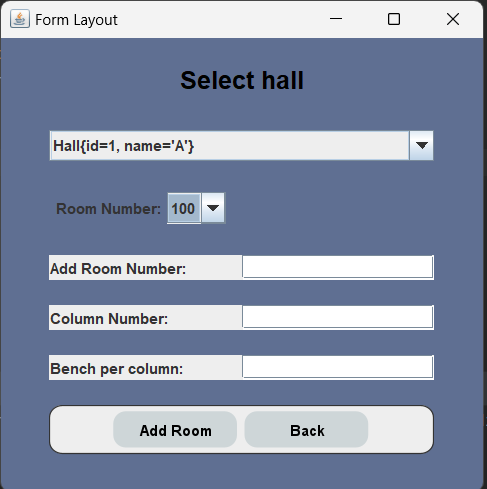 Form Layout
Select hall
Hall{id=1, name='A'}
Room Number: 100
Add Room Number:
Column Number:
Bench per column:
Add Room Back